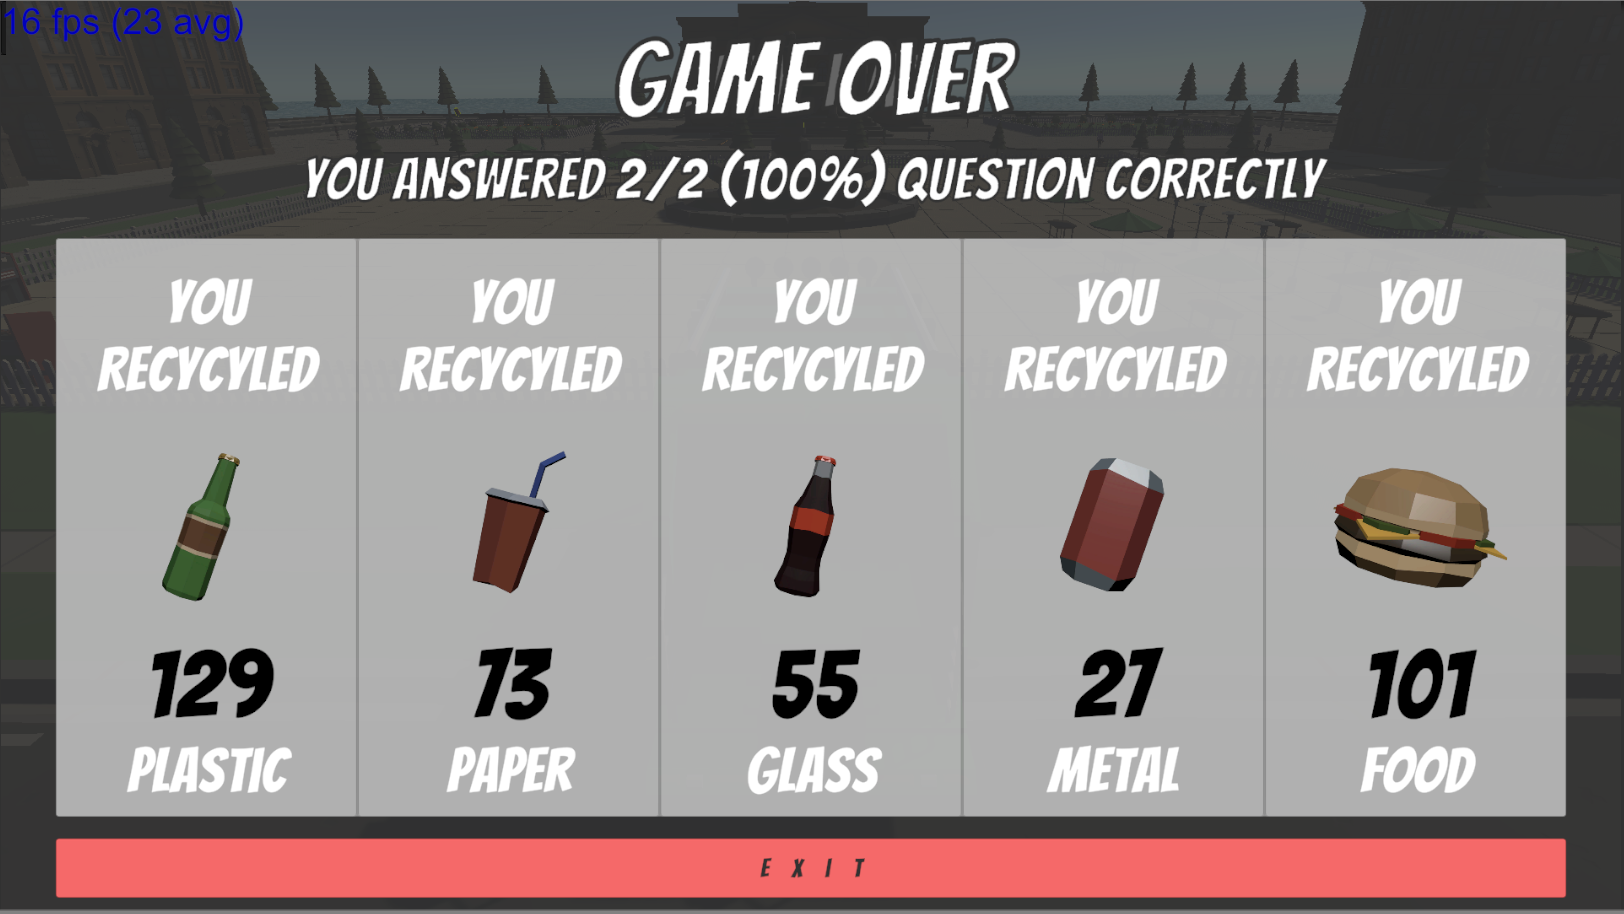 16 fps (23 avg)
GAME OVER
YOU ANSWERED 2/2 (100%) QUESTION CORRECTLY
YOU
RECYCYLED
129
PLASTIC
YOU
RECYCYLED
73
PAPER
YOU
RECYCYLED
55
GLASS
YOU
RECYCYLED
27
METAL
YOU
RECYCYLED
101
FOOD
EXIT